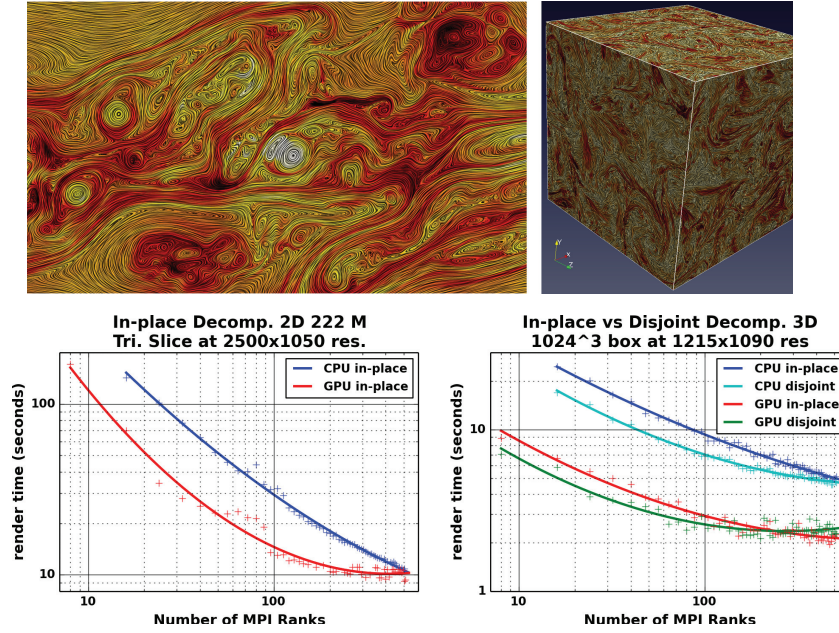 Y
X
Z
In-place Decomp. 2D 222 M
Tri. Slice at 2500x1050 res.
CPU in-place
GPU in-place
render time (seconds)
100
10
10
100
Number of MPI Ranks
In-place vs Disjoint Decomp. 3D
1024^3 box at 1215x1090 res
CPU in-place
CPU disjoint
GPU in-place
GPU disjoint
render time (seconds)
10
1
10
100
Number of MPI Ranks